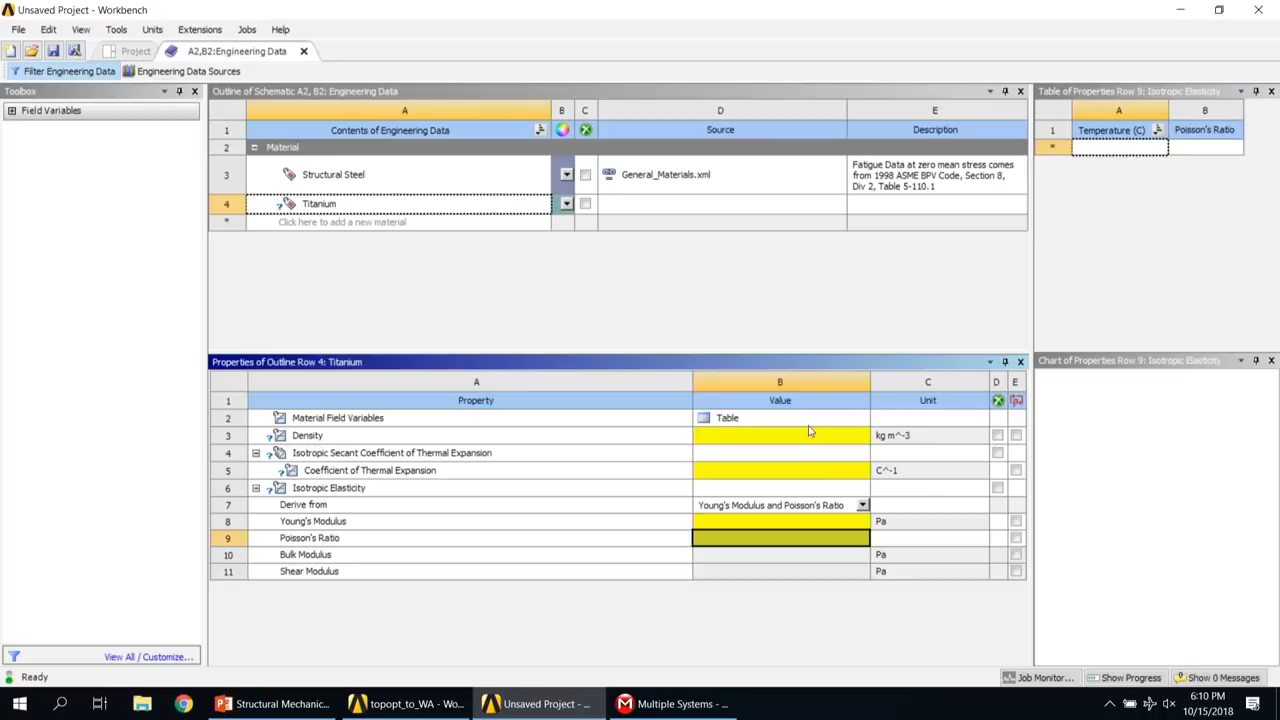 Unsaved Project - Workbench
File Edit View Tools Units Extensions Jobs Help
Project A2,B2:Engineering Data
Filter Engineering Data Engineering Data Sources
Toolbox
Field Variables
View All / Customize...
Outline of Schematic A2, B2: Engineering Data
A B C D E
1 Contents of Engineering Data Source Description
2 Material
3 Structural Steel General_Materials.xml Fatigue Data at zero mean stress comes
from 1998 ASME BPV Code, Section 8,
Div 2, Table 5-110.1
4 Titanium
* Click here to add a new material
Table of Properties Row 9: Isotropic Elasticity
A B
1 Temperature (C) Poisson's Ratio
*
Properties of Outline Row 4: Titanium
A B C D E
1 Property Value Unit
2 Material Field Variables Table
3 Density kg m^-3
4 Isotropic Secant Coefficient of Thermal Expansion
5 Coefficient of Thermal Expansion C^-1
6 Isotropic Elasticity
7 Derive from Young's Modulus and Poisson's Ratio
8 Young's Modulus Pa
9 Poisson's Ratio
10 Bulk Modulus Pa
11 Shear Modulus Pa
Chart of Properties Row 9: Isotropic Elasticity
Ready
Job Monitor... Show Progress Show 0 Messages
Structural Mechanic... topopt_to_WA - Wo... Unsaved Project - ... Multiple Systems - ...
6:10 PM
10/15/2018